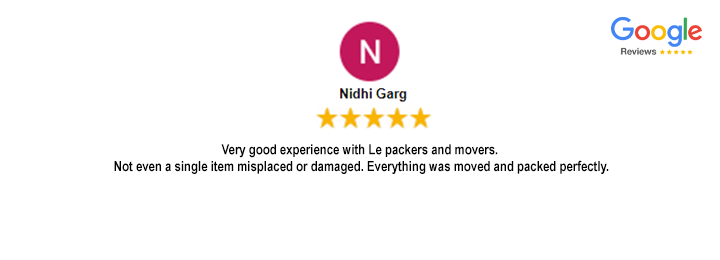 Google
Reviews
N
Nidhi Garg
Very good experience with Le packers and movers.
Not even a single item misplaced or damaged. Everything was moved and packed perfectly.